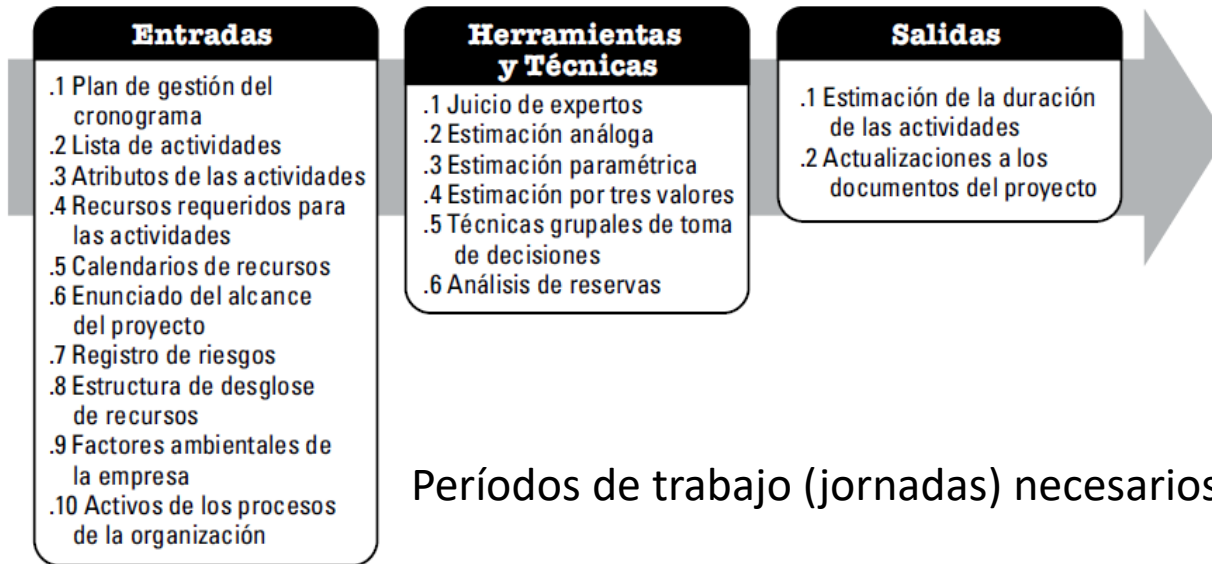 Entradas
.1 Plan de gestión del
cronograma
.2 Lista de actividades
.3 Atributos de las actividades
.4 Recursos requeridos para
las actividades
.5 Calendarios de recursos
.6 Enunciado del alcance
del proyecto
.7 Registro de riesgos
.8 Estructura de desglose
de recursos
.9 Factores ambientales de
la empresa
.10 Activos de los procesos
de la organización
Herramientas
y Técnicas
.1 Juicio de expertos
.2 Estimación análoga
.3 Estimación paramétrica
.4 Estimación por tres valores
.5 Técnicas grupales de toma
de decisiones
.6 Análisis de reservas
Salidas
.1 Estimación de la duración
de las actividades
.2 Actualizaciones a los
documentos del proyecto
Períodos de trabajo (jornadas) necesarios